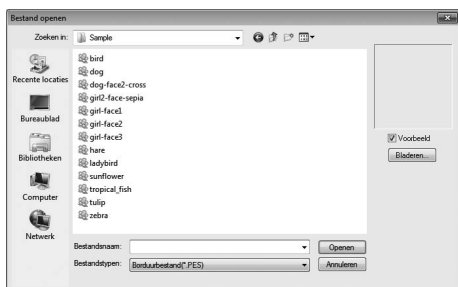 Bestand openen
Zoeken in:
Sample
Recente locaties
Bureaublad
Bibliotheken
Computer
Netwerk
bird
dog
dog-face2-cross
girl2-face-sepia
girl-face1
girl-face2
girl-face3
hare
ladybird
sunflower
tropical_fish
tulip
zebra
Voorbeeld
Bladeren...
Bestandsnaam:
Openen
Bestandstypen:
Borduurbestand(*.PES)
Annuleren